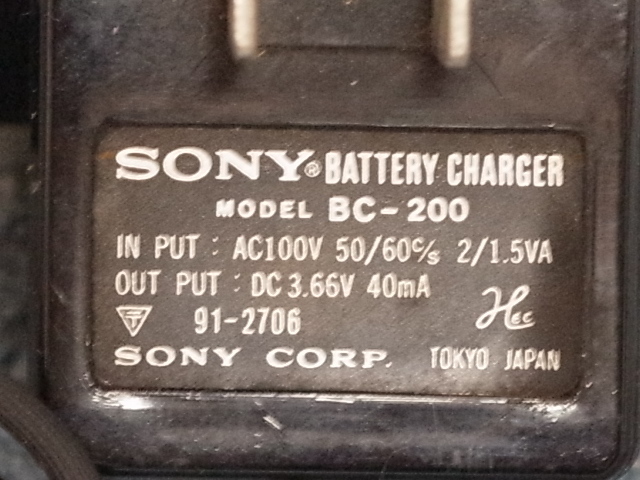 SONY® BATTERY CHARGER
MODEL BC-200
IN PUT : AC100V 50/60c/s 2/1.5VA
OUT PUT : DC 3.66V 40mA
91-2706
SONY CORP. TOKYO JAPAN